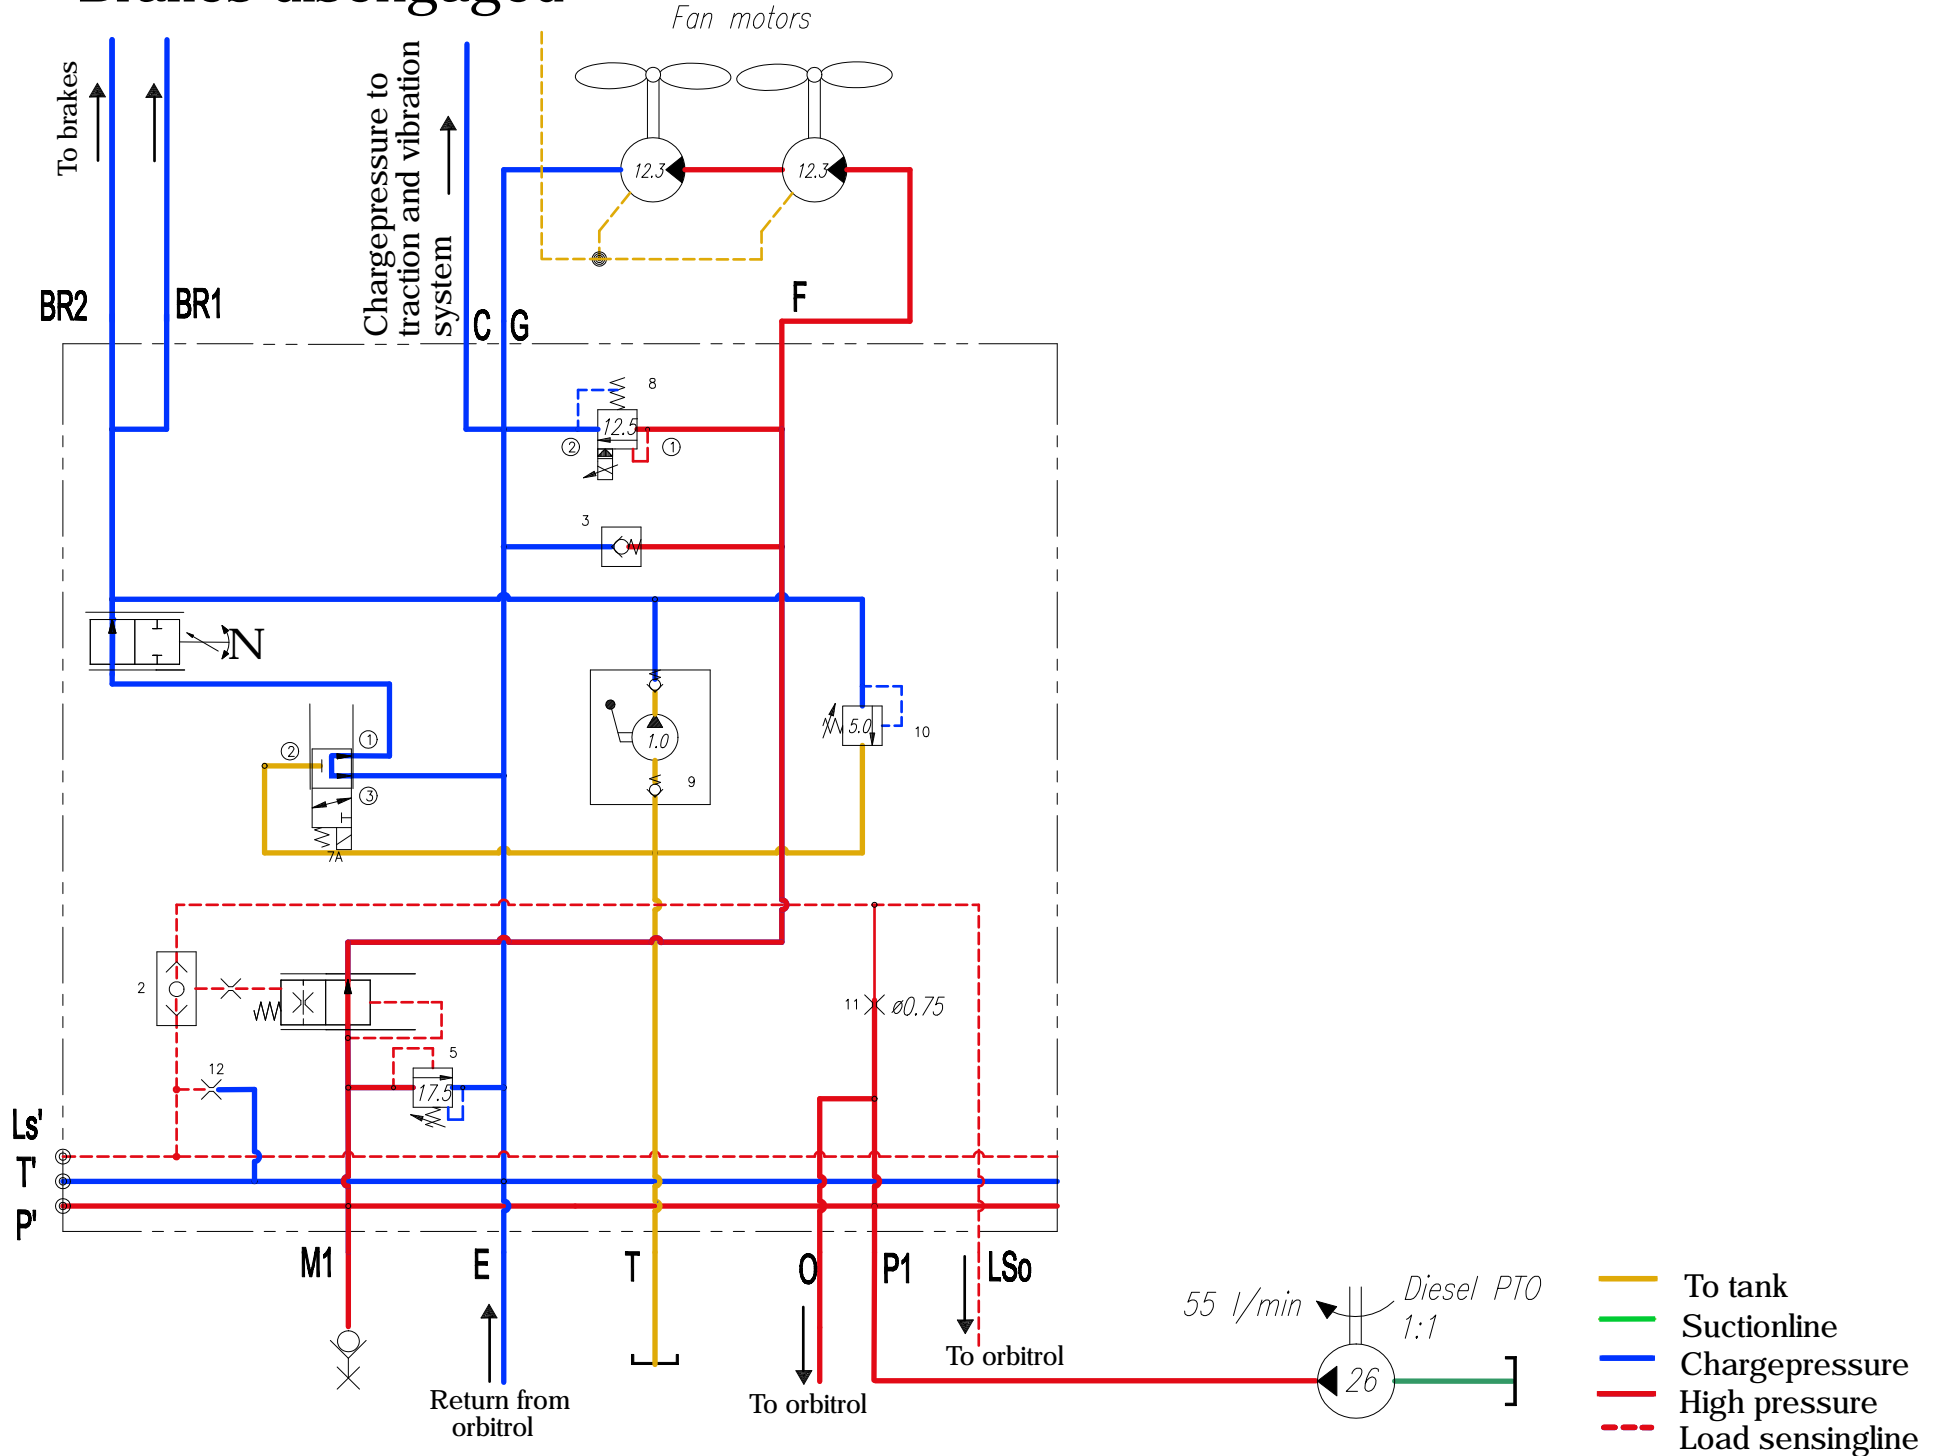 Brakes disengaged
Fan motors
To brakes
Chargepressure to
traction and vibration
system
12.3
12.3
BR2
BR1
C
G
F
8
12.5
2
1
3
N
5.0
10
1.0
9
1
2
3
7A
2
11
ø0.75
5
17.5
12
Ls'
T'
P'
M1
E
T
O
P1
LSo
55 l/min
Diesel PTO
1:1
26
To orbitrol
To orbitrol
Return from
orbitrol
To tank
Suctionline
Chargepressure
High pressure
Load sensingline